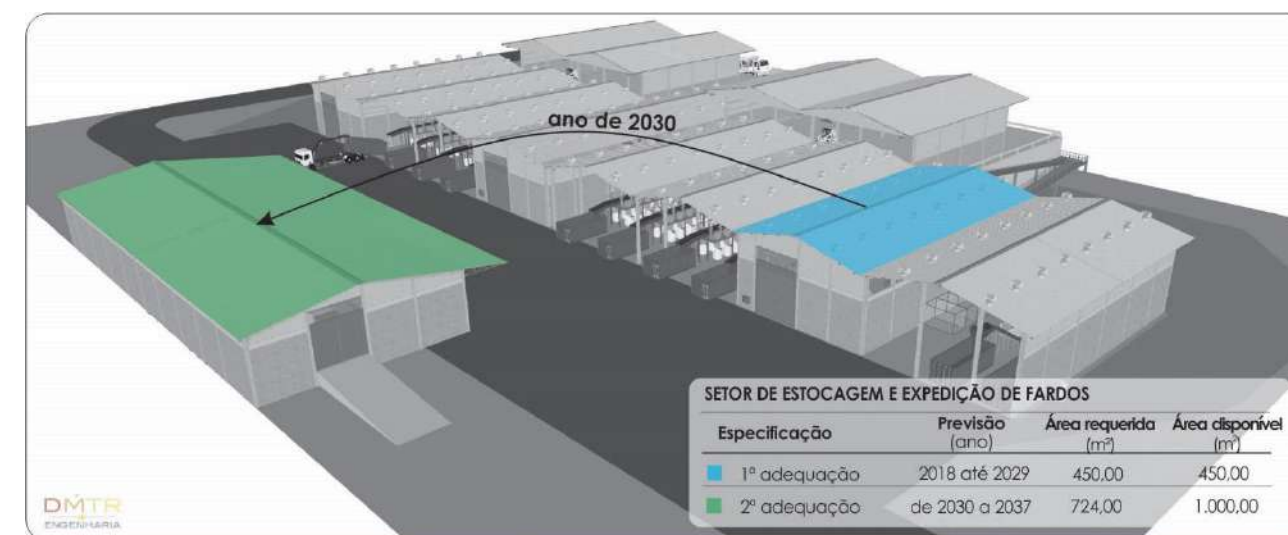 ano de 2030
SETOR DE ESTOCAGEM E EXPEDIÇÃO DE FARDOS
Especificação Previsão (ano) Área requerida (m²) Área disponível (m²)
1ª adequação 2018 até 2029 450,00 450,00
2ª adequação de 2030 a 2037 724,00 1.000,00
DMTR
ENGENHARIA